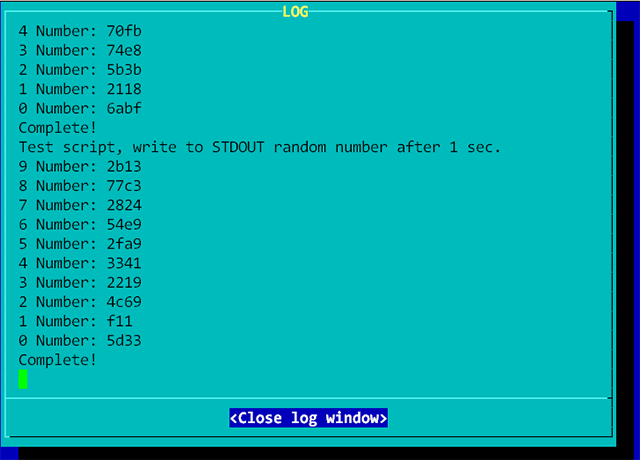 LOG
4 Number: 70fb
3 Number: 74e8
2 Number: 5b3b
1 Number: 2118
0 Number: 6abf
Complete!
Test script, write to STDOUT random number after 1 sec.
9 Number: 2b13
8 Number: 77c3
7 Number: 2824
6 Number: 54e9
5 Number: 2fa9
4 Number: 3341
3 Number: 2219
2 Number: 4c69
1 Number: f11
0 Number: 5d33
Complete!
<Close log window>